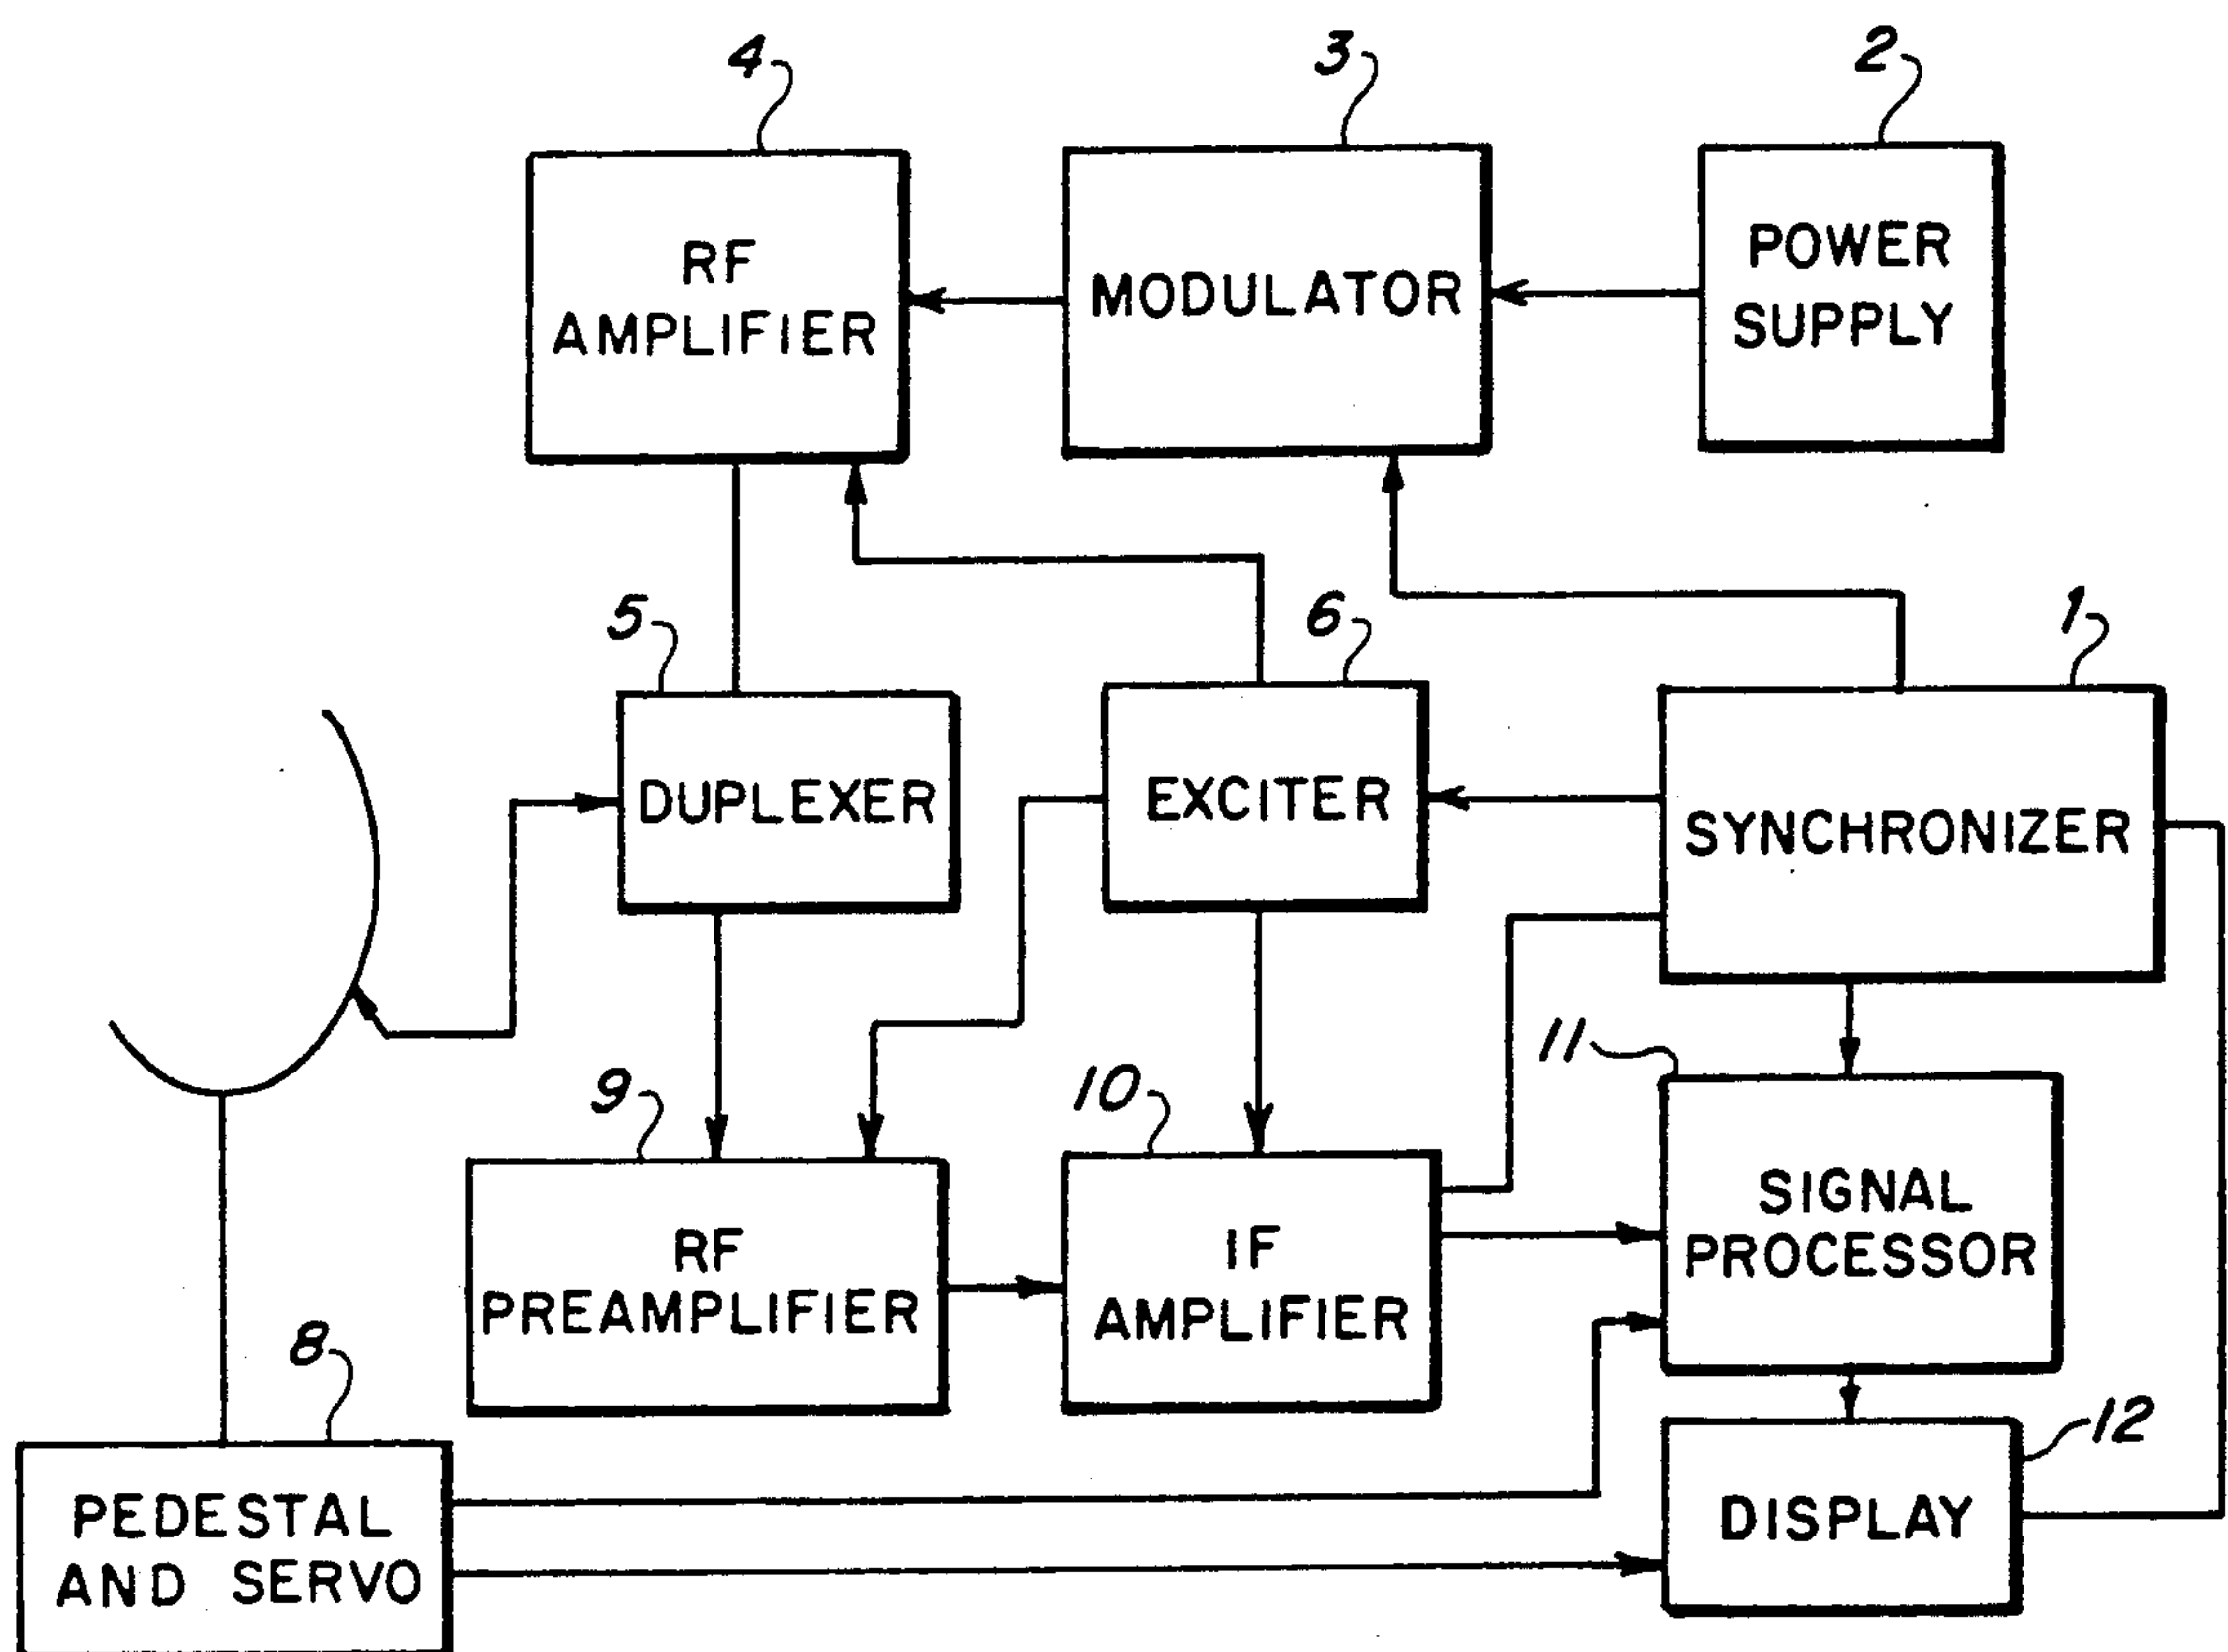 4
3
2
RF
AMPLIFIER
MODULATOR
POWER
SUPPLY
5
6
1
DUPLEXER
EXCITER
SYNCHRONIZER
9
10
11
RF
PREAMPLIFIER
IF
AMPLIFIER
SIGNAL
PROCESSOR
8
12
PEDESTAL
AND SERVO
DISPLAY